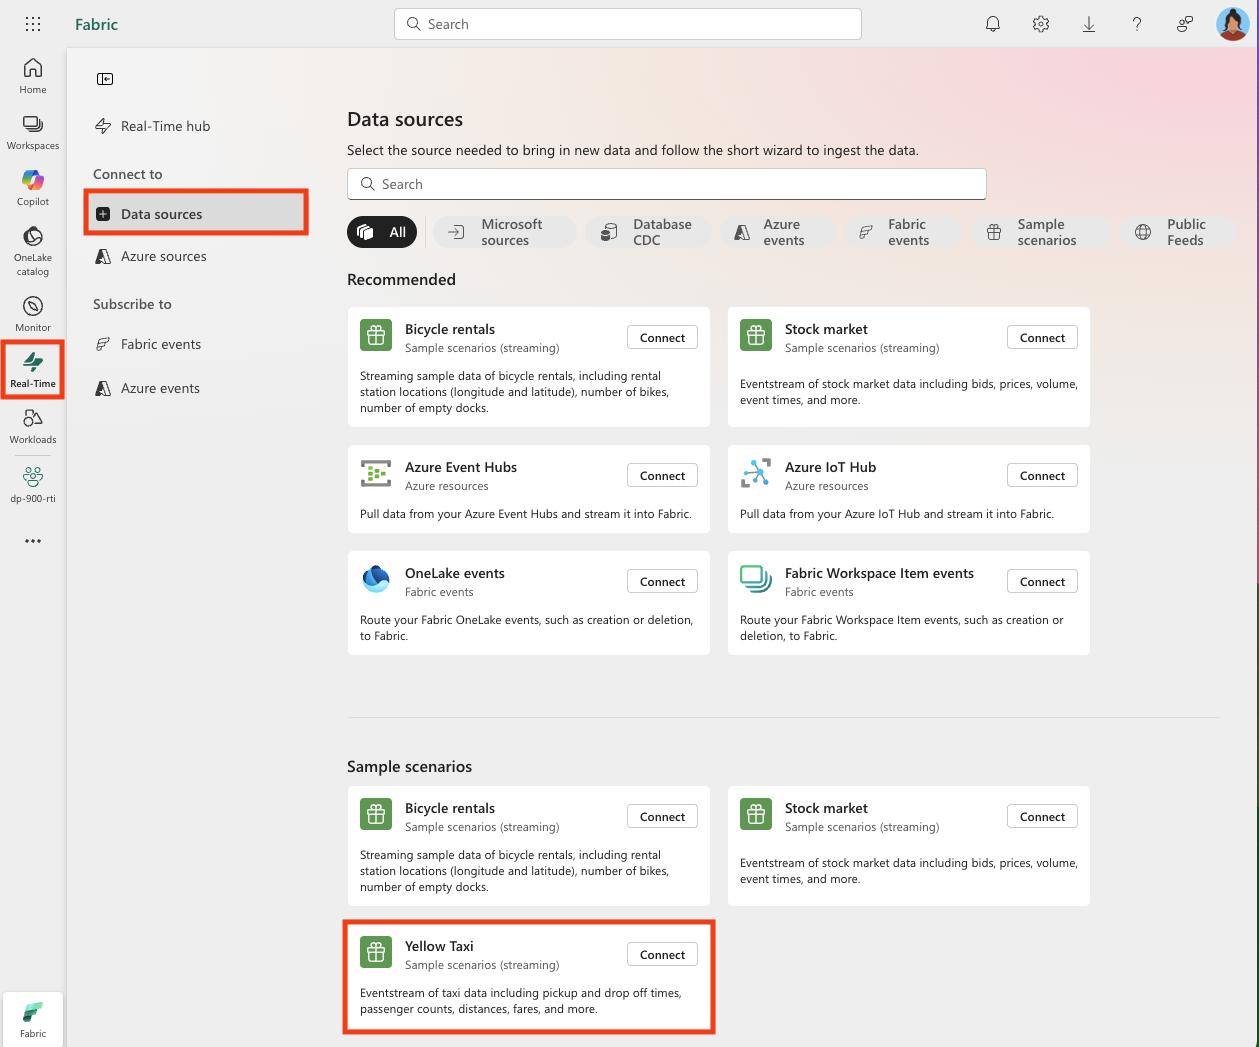 Fabric
Search
Home
Workspaces
Copilot
OneLake
catalog
Monitor
Real-Time
Workloads
dp-900-rti
Fabric
Real-Time hub
Connect to
Data sources
Azure sources
Subscribe to
Fabric events
Azure events
Data sources
Select the source needed to bring in new data and follow the short wizard to ingest the data.
Search
All
Microsoft
sources
Database
CDC
Azure
events
Fabric
events
Sample
scenarios
Public
Feeds
Recommended
Bicycle rentals
Sample scenarios (streaming)
Connect
Streaming sample data of bicycle rentals, including rental
station locations (longitude and latitude), number of bikes,
number of empty docks.
Stock market
Sample scenarios (streaming)
Connect
Eventstream of stock market data including bids, prices, volume,
event times, and more.
Azure Event Hubs
Azure resources
Connect
Pull data from your Azure Event Hubs and stream it into Fabric.
Azure IoT Hub
Azure resources
Connect
Pull data from your Azure IoT Hub and stream it into Fabric.
OneLake events
Fabric events
Connect
Route your Fabric OneLake events, such as creation or deletion,
to Fabric.
Fabric Workspace Item events
Fabric events
Connect
Route your Fabric Workspace Item events, such as creation or
deletion, to Fabric.
Sample scenarios
Bicycle rentals
Sample scenarios (streaming)
Connect
Streaming sample data of bicycle rentals, including rental
station locations (longitude and latitude), number of bikes,
number of empty docks.
Stock market
Sample scenarios (streaming)
Connect
Eventstream of stock market data including bids, prices, volume,
event times, and more.
Yellow Taxi
Sample scenarios (streaming)
Connect
Eventstream of taxi data including pickup and drop off times,
passenger counts, distances, fares, and more.